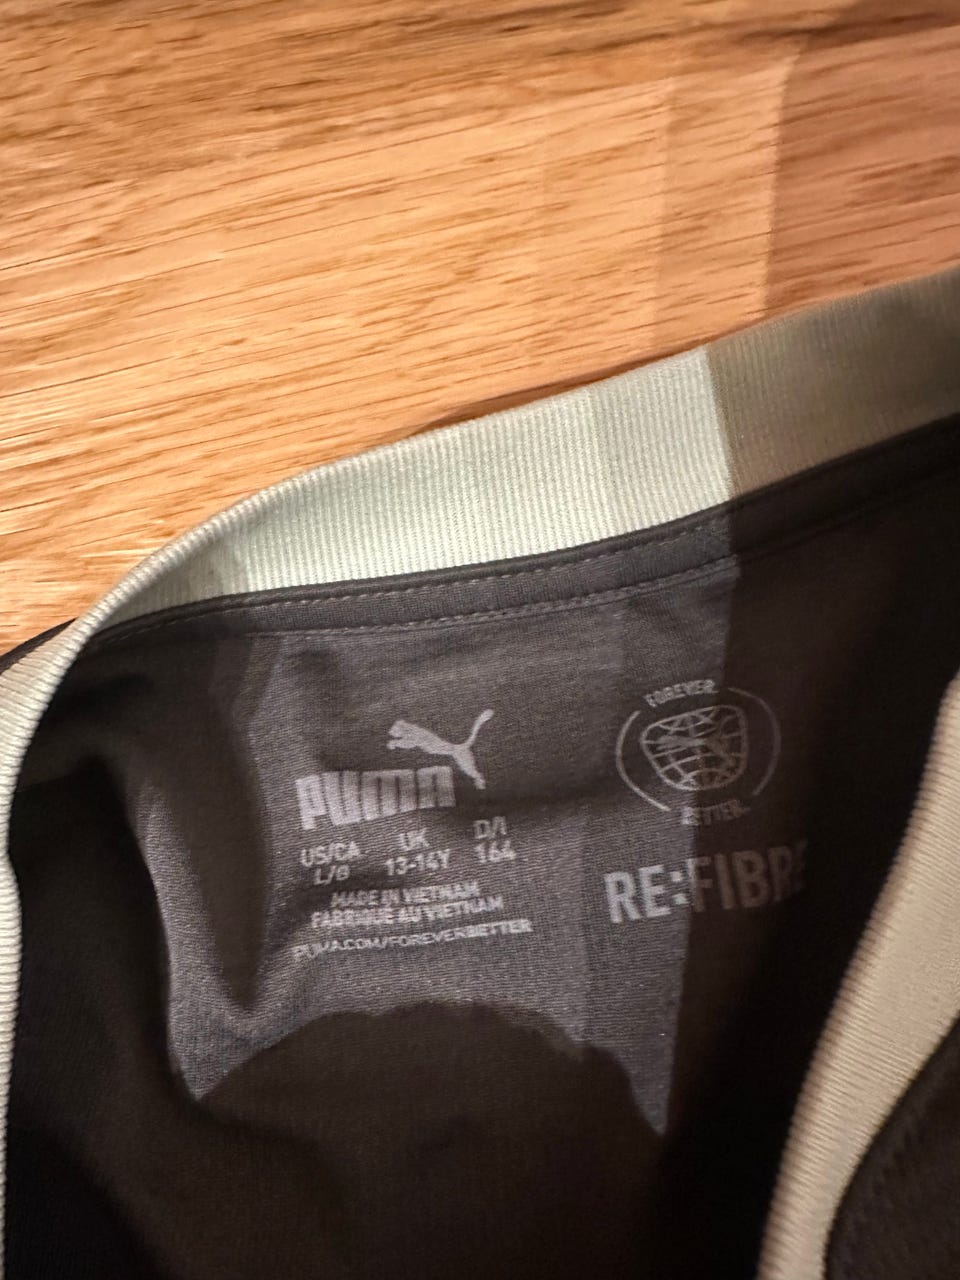 PUMA
US/CA UK D/I
L/G 13-14Y 164
MADE IN VIETNAM
FABRIQUÉ AU VIETNAM
PUMA.COM/FOREVERBETTER
FOREVER.
BETTER.
RE:FIBRE